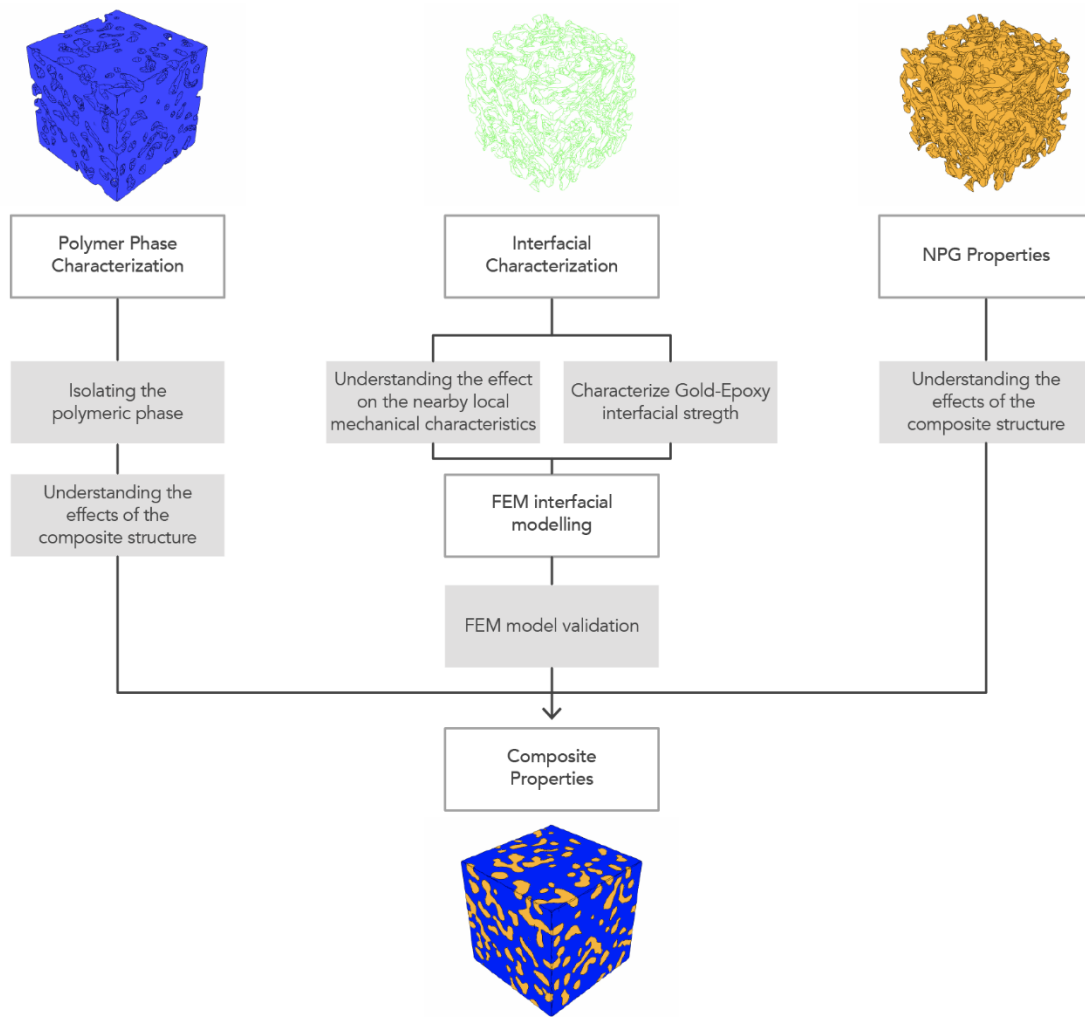 Polymer Phase
Characterization
Interfacial
Characterization
NPG Properties
Isolating the
polymeric phase
Understanding the effect
on the nearby local
mechanical characteristics
Characterize Gold-Epoxy
interfacial stregth
Understanding the
effects of the
composite structure
Understanding the
effects of the
composite structure
FEM interfacial
modelling
FEM model validation
Composite
Properties